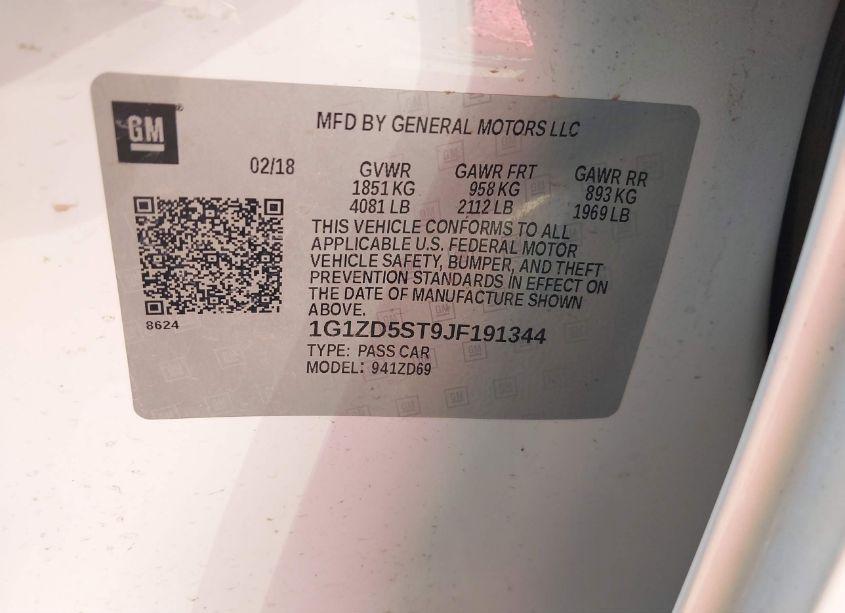 GM®
MFD BY GENERAL MOTORS LLC
02/18 GVWR GAWR FRT GAWR RR
1851 KG 958 KG 893 KG
4081 LB 2112 LB 1969 LB
THIS VEHICLE CONFORMS TO ALL
APPLICABLE U.S. FEDERAL MOTOR
VEHICLE SAFETY, BUMPER, AND THEFT
PREVENTION STANDARDS IN EFFECT ON
THE DATE OF MANUFACTURE SHOWN
ABOVE.
8624
1G1ZD5ST9JF191344
TYPE: PASS CAR
MODEL: 941ZD69